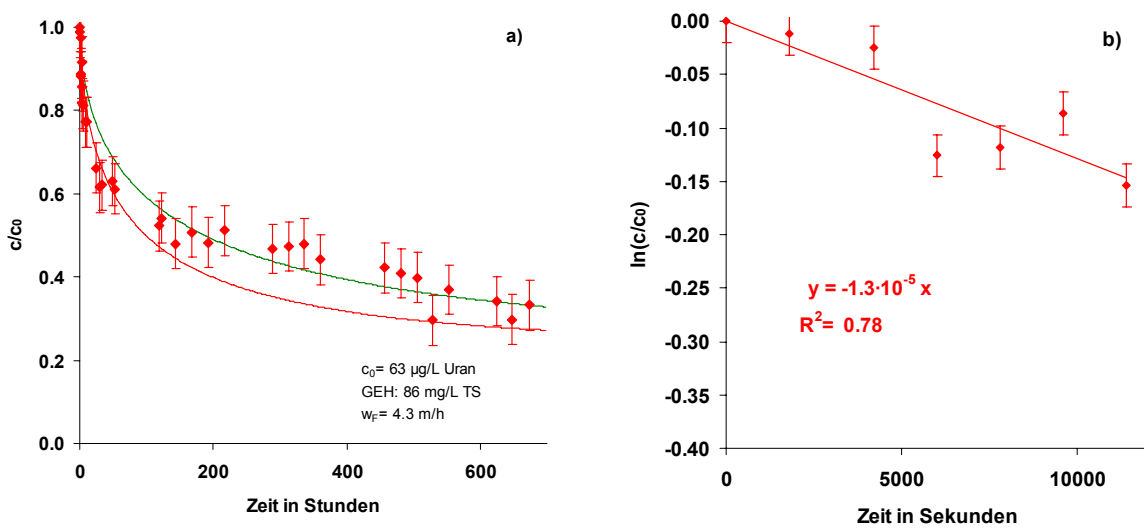 a)
1.0
0.8
0.6
0.4
0.2
0.0
c/c₀
0 200 400 600
Zeit in Stunden
c₀= 63 µg/L Uran
GEH: 86 mg/L TS
w_F= 4.3 m/h
b)
0.00
-0.05
-0.10
-0.15
-0.20
-0.25
-0.30
-0.35
-0.40
ln(c/c₀)
0 5000 10000
Zeit in Sekunden
y = -1.3·10⁻⁵ x
R²= 0.78